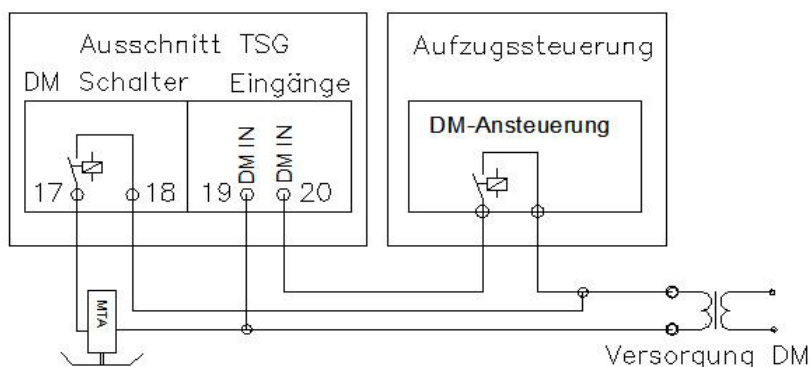 Ausschnitt TSG
DM Schalter
Eingänge
DM IN
DM IN
17
18
19
20
MTA
Aufzugssteuerung
DM-Ansteuerung
Versorgung DM